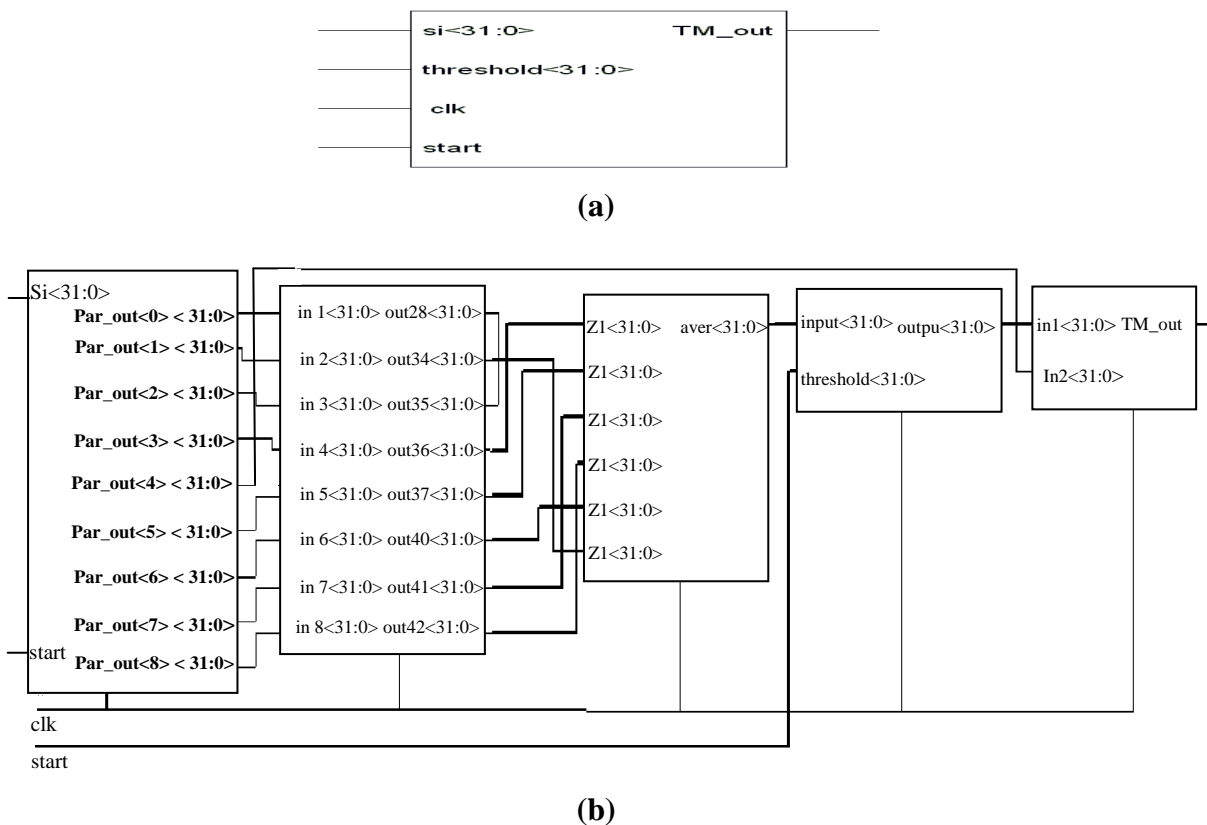 si<31:0> TM_out
threshold<31:0>
clk
start
(a)
Si<31:0>
Par_out<0> < 31:0>
Par_out<1> < 31:0>
Par_out<2> < 31:0>
Par_out<3> < 31:0>
Par_out<4> < 31:0>
Par_out<5> < 31:0>
Par_out<6> < 31:0>
Par_out<7> < 31:0>
Par_out<8> < 31:0>
start
in 1<31:0> out28<31:0>
in 2<31:0> out34<31:0>
in 3<31:0> out35<31:0>
in 4<31:0> out36<31:0>
in 5<31:0> out37<31:0>
in 6<31:0> out40<31:0>
in 7<31:0> out41<31:0>
in 8<31:0> out42<31:0>
Z1<31:0> aver<31:0>
Z1<31:0>
Z1<31:0>
Z1<31:0>
Z1<31:0>
Z1<31:0>
input<31:0> outpu<31:0>
threshold<31:0>
in1<31:0> TM_out
In2<31:0>
clk
start
(b)